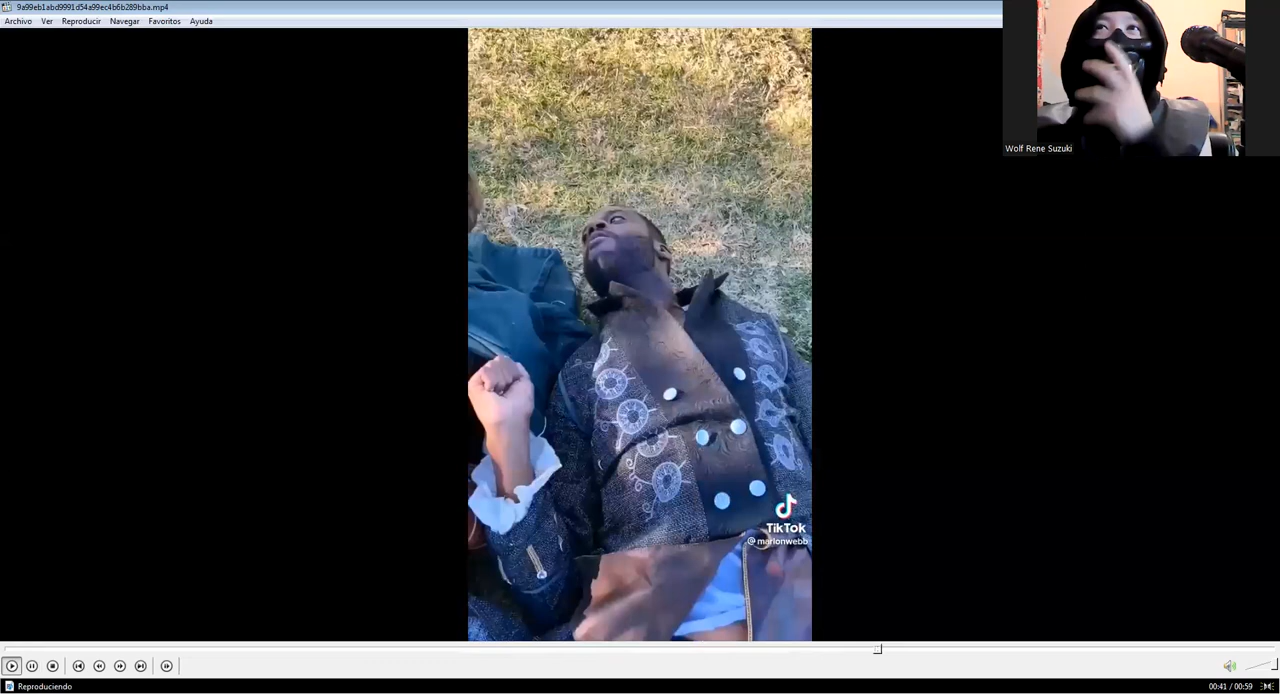 9a99eb1abd9991d54a99ec4b6b289bba.mp4
Archivo Ver Reproducir Favoritos Navegar Ayuda
Wolf Rene Suzuki
TikTok
@marlonwebb
Reproduciendo
00:41 / 00:59